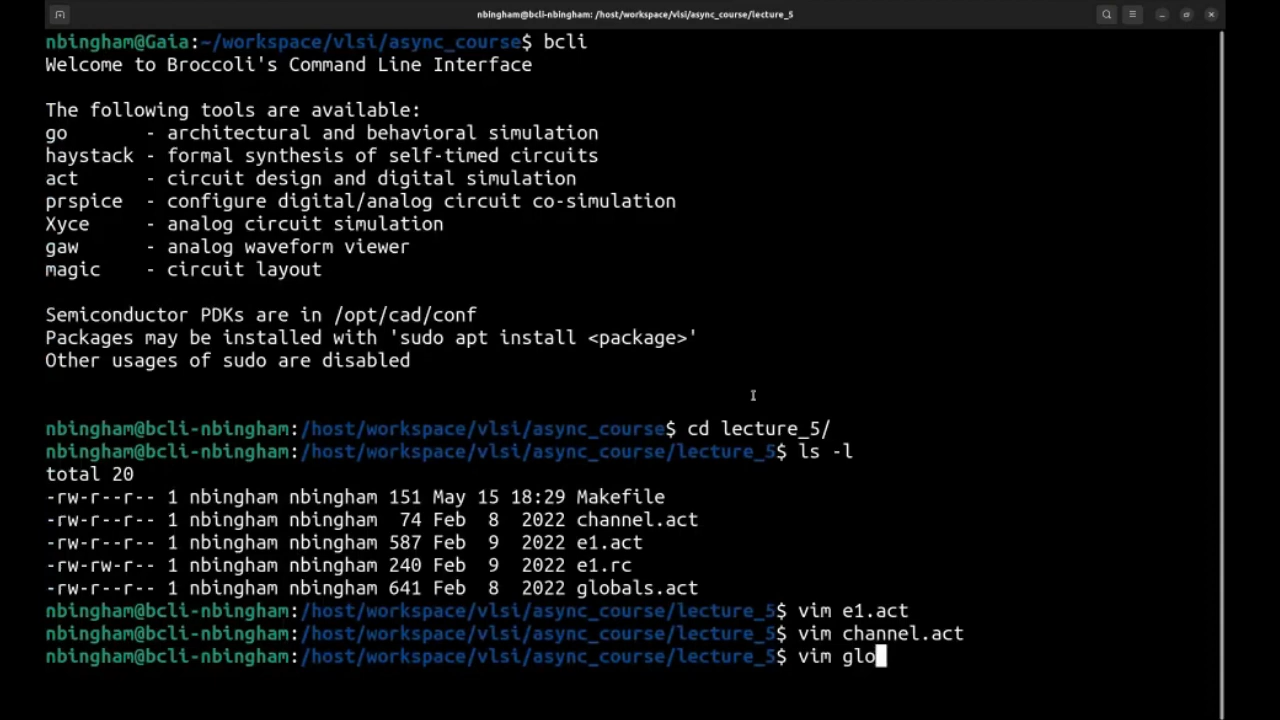 nbingham@bcli-nbingham: /host/workspace/vlsi/async_course/lecture_5
nbingham@Gaia:~/workspace/vlsi/async_course$ bcli
Welcome to Broccoli's Command Line Interface
The following tools are available:
go       - architectural and behavioral simulation
haystack - formal synthesis of self-timed circuits
act      - circuit design and digital simulation
prspice  - configure digital/analog circuit co-simulation
Xyce     - analog circuit simulation
gaw      - analog waveform viewer
magic    - circuit layout
Semiconductor PDKs are in /opt/cad/conf
Packages may be installed with 'sudo apt install <package>'
Other usages of sudo are disabled
nbingham@bcli-nbingham:/host/workspace/vlsi/async_course$ cd lecture_5/
nbingham@bcli-nbingham:/host/workspace/vlsi/async_course/lecture_5$ ls -l
total 20
-rw-r--r-- 1 nbingham nbingham 151 May 15 18:29 Makefile
-rw-r--r-- 1 nbingham nbingham  74 Feb  8  2022 channel.act
-rw-r--r-- 1 nbingham nbingham 587 Feb  9  2022 e1.act
-rw-rw-r-- 1 nbingham nbingham 240 Feb  9  2022 e1.rc
-rw-r--r-- 1 nbingham nbingham 641 Feb  8  2022 globals.act
nbingham@bcli-nbingham:/host/workspace/vlsi/async_course/lecture_5$ vim e1.act
nbingham@bcli-nbingham:/host/workspace/vlsi/async_course/lecture_5$ vim channel.act
nbingham@bcli-nbingham:/host/workspace/vlsi/async_course/lecture_5$ vim glo